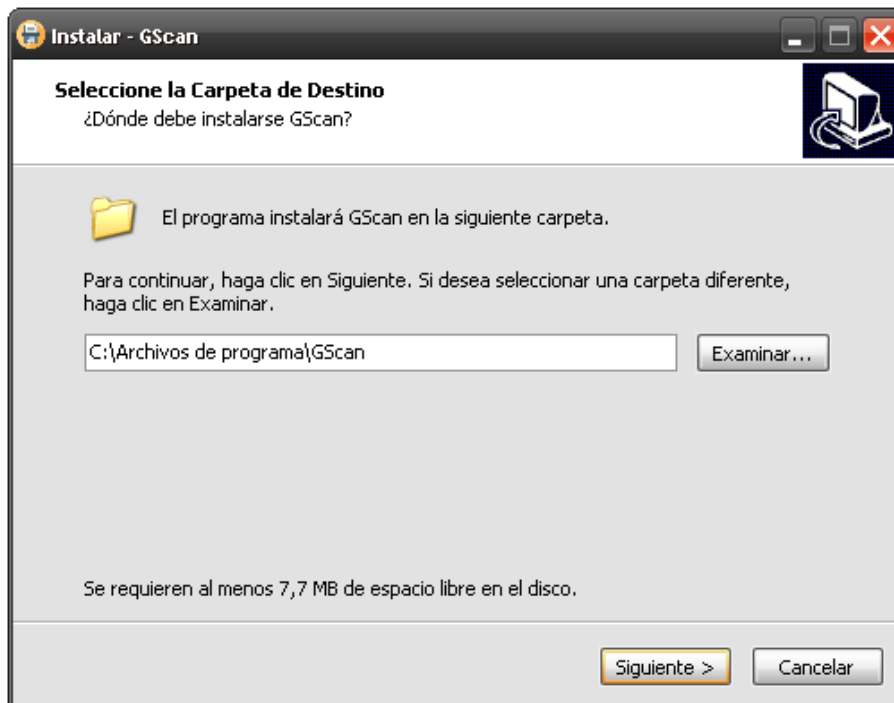 Instalar - GScan
Seleccione la Carpeta de Destino
¿Dónde debe instalarse GScan?
El programa instalará GScan en la siguiente carpeta.
Para continuar, haga clic en Siguiente. Si desea seleccionar una carpeta diferente,
haga clic en Examinar.
C:\Archivos de programa\GScan
Examinar...
Se requieren al menos 7,7 MB de espacio libre en el disco.
Siguiente >
Cancelar